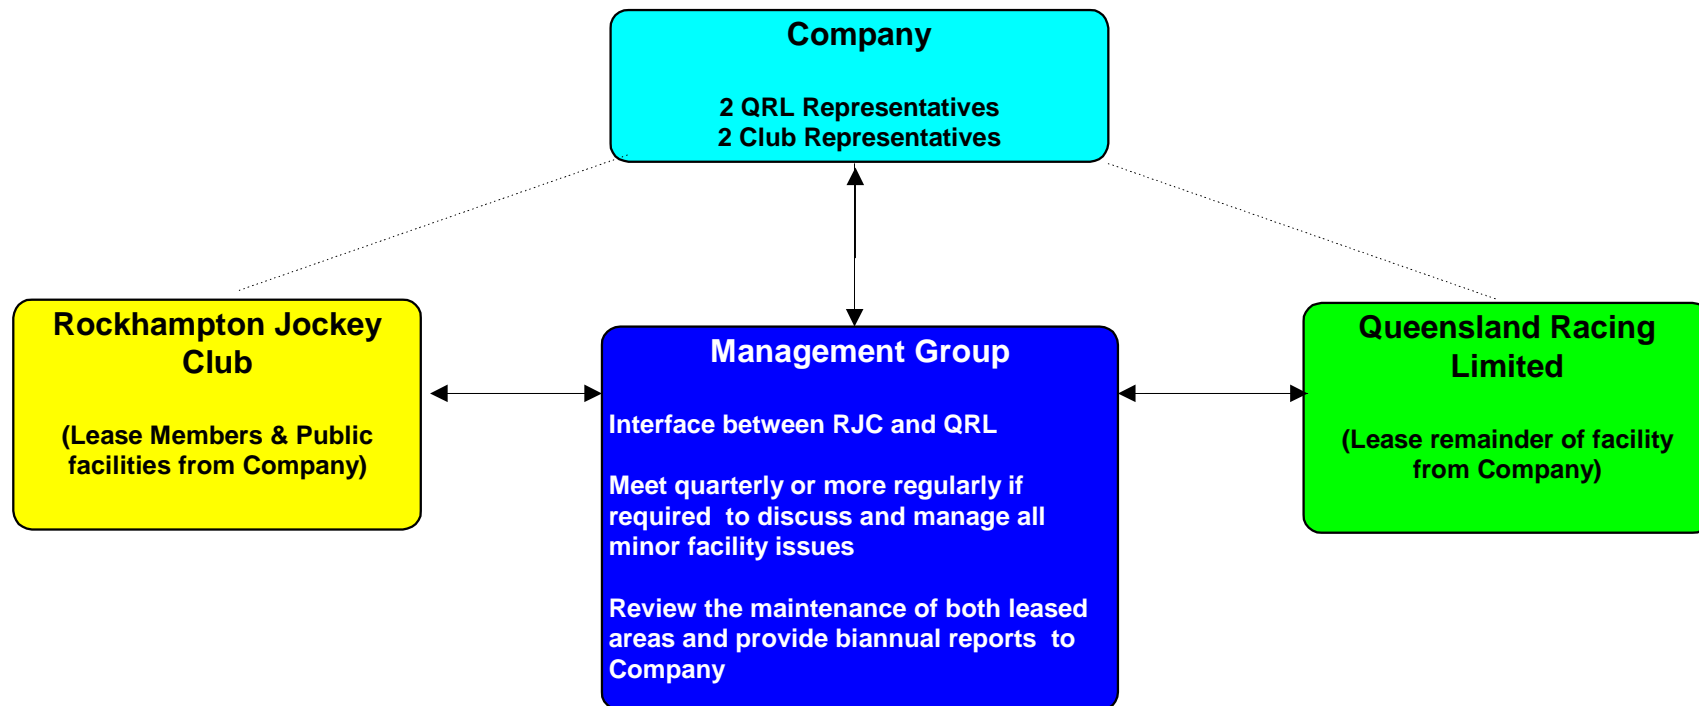 Company
2 QRL Representatives
2 Club Representatives
Rockhampton Jockey
Club
(Lease Members & Public
facilities from Company)
Management Group
Interface between RJC and QRL
Meet quarterly or more regularly if
required  to discuss and manage all
minor facility issues
Review the maintenance of both leased
areas and provide biannual reports  to
Company
Queensland Racing
Limited
(Lease remainder of facility
from Company)